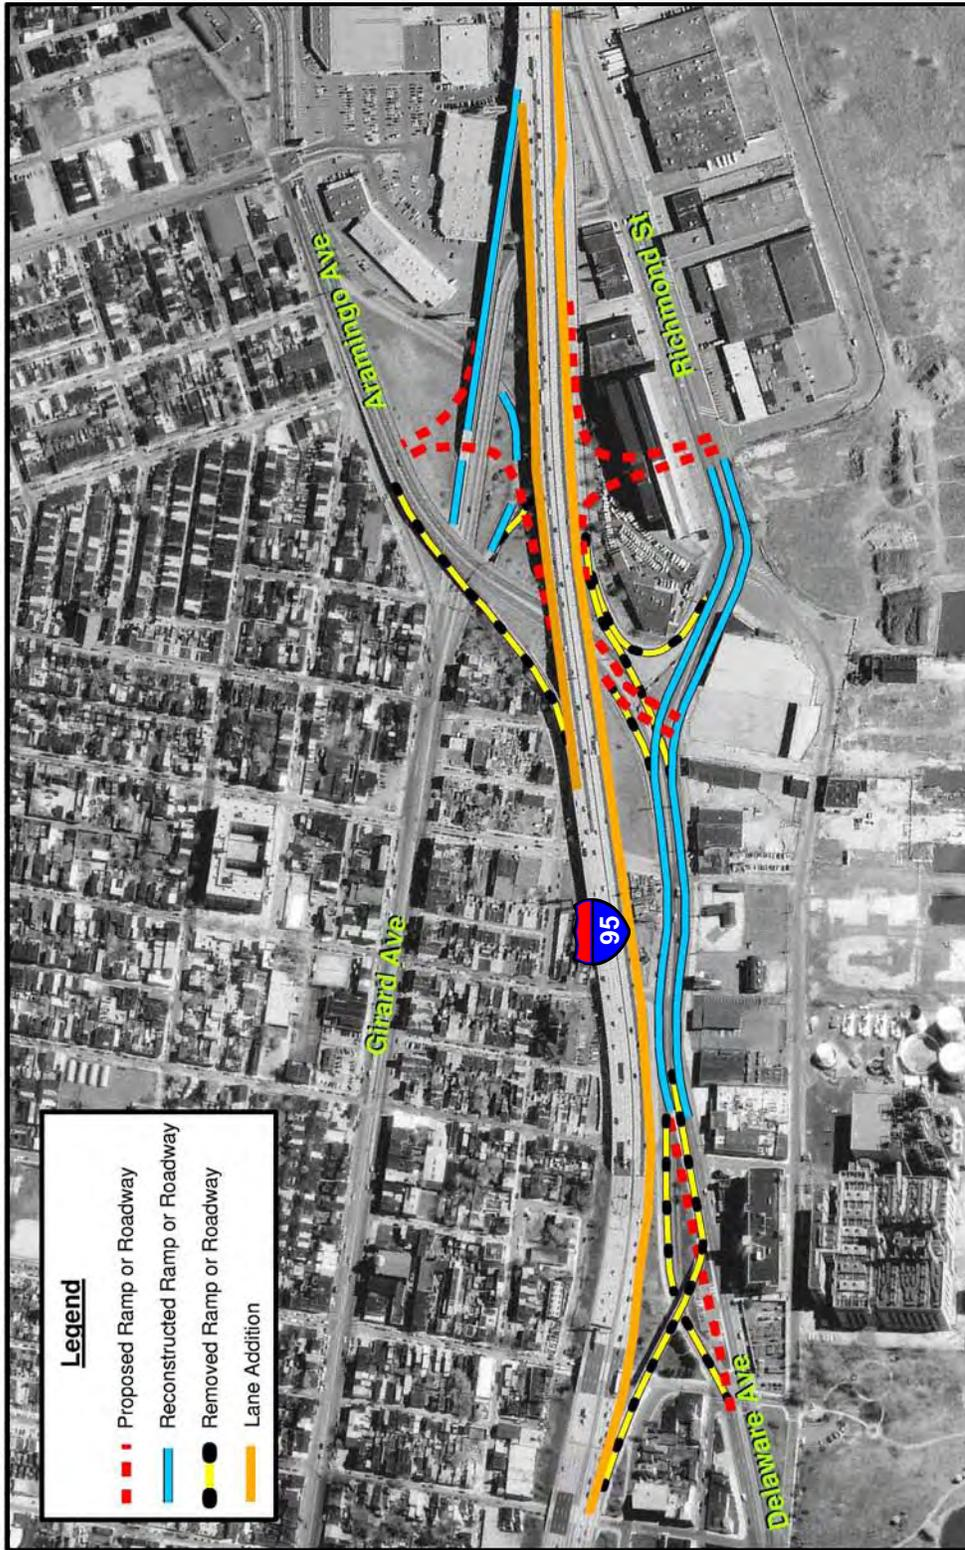 Aramingo Ave
Richmond St
Girard Ave
95
Delaware Ave
Legend
Proposed Ramp or Roadway
Reconstructed Ramp or Roadway
Removed Ramp or Roadway
Lane Addition